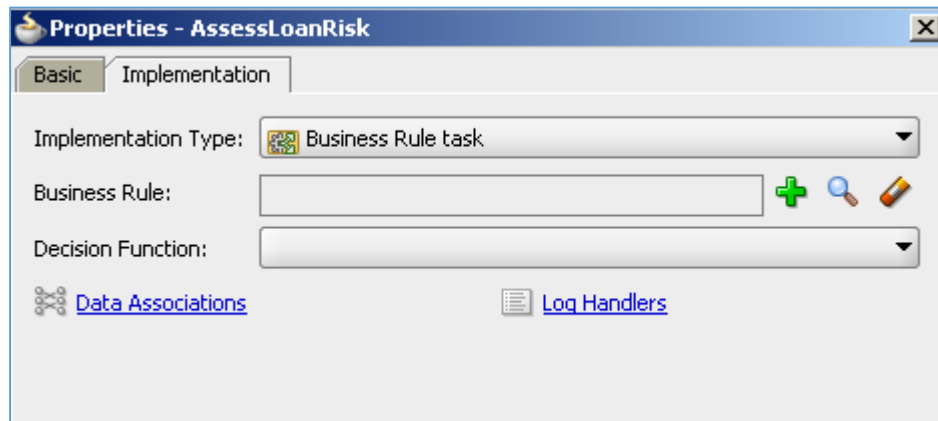 Properties - AssessLoanRisk
Basic Implementation
Implementation Type: Business Rule task
Business Rule:
Decision Function:
Data Associations Log Handlers